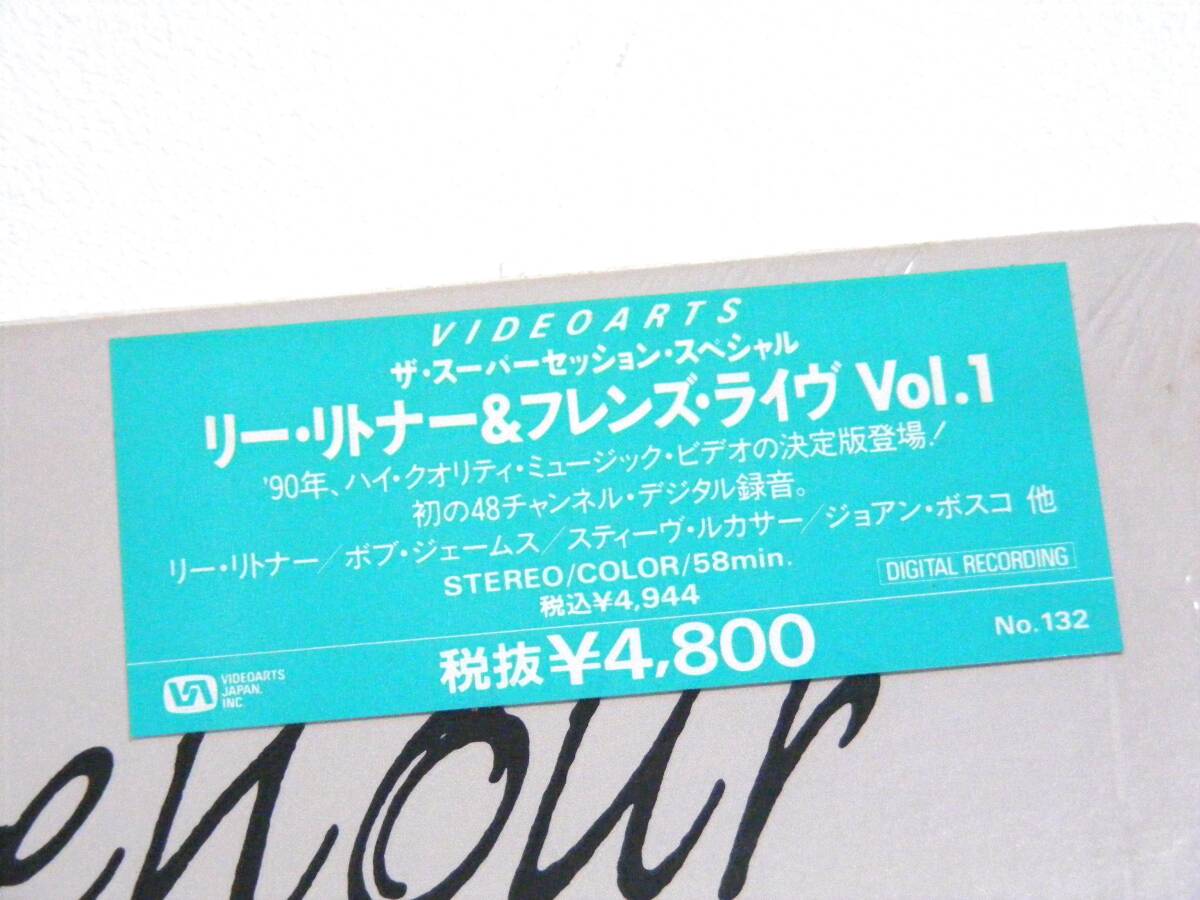 VIDEOARTS
ザ・スーパーセッション・スペシャル
リー・リトナー&フレンズ・ライヴ Vol.1
'90年、ハイ・クオリティ・ミュージック・ビデオの決定版登場!
初の48チャンネル・デジタル録音。
リー・リトナー/ボブ・ジェームス/スティーヴ・ルカサー/ジョアン・ボスコ 他
STEREO/COLOR/58min.
DIGITAL RECORDING
税込¥4,944
税抜¥4,800
No.132
VIDEOARTS
JAPAN.
INC
enour